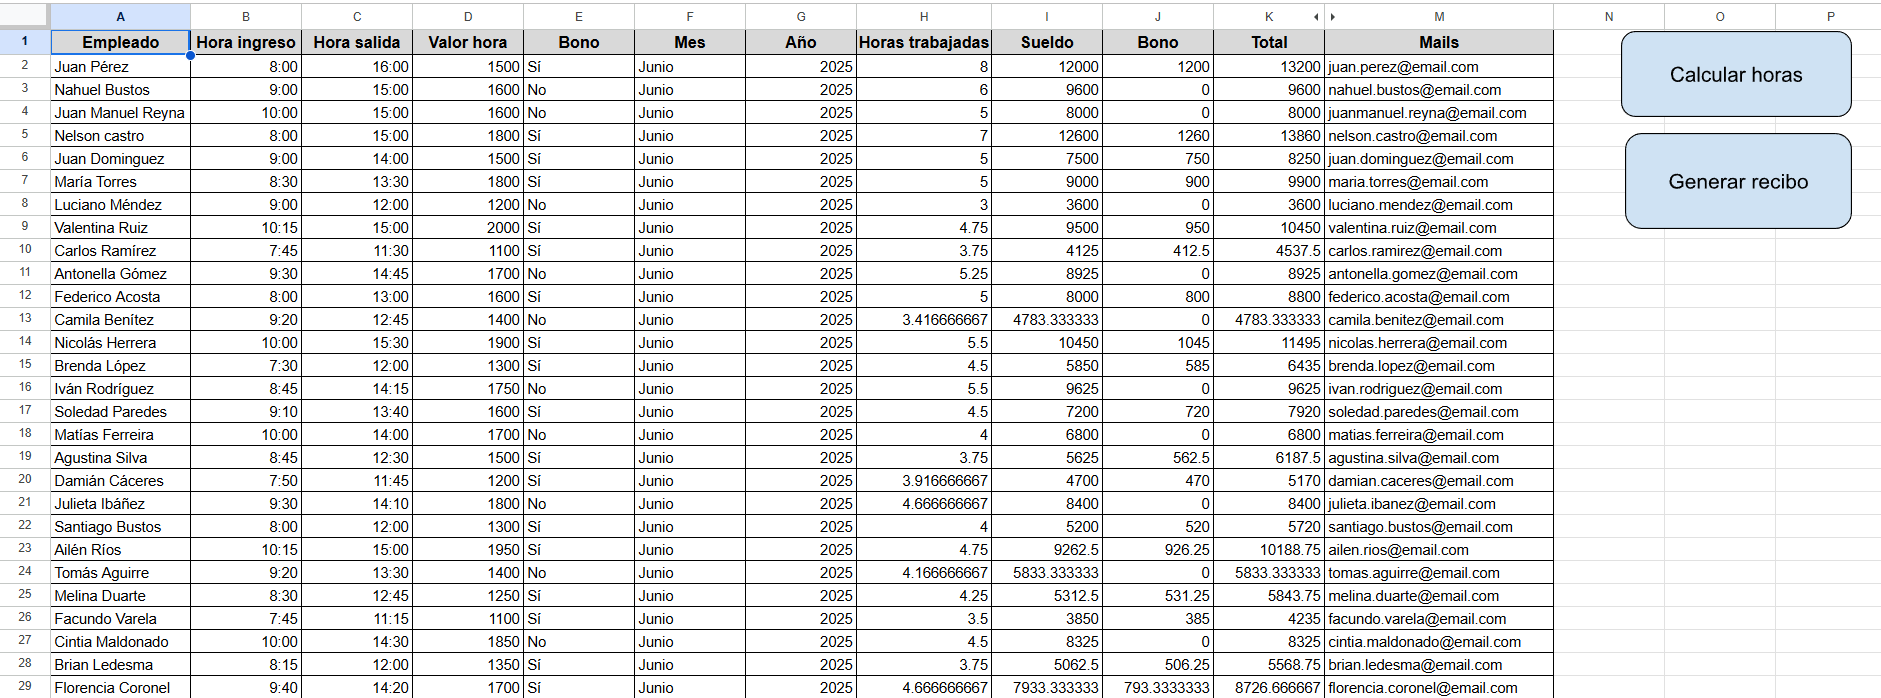 A B C D E F G H I J K M N O P
1 Empleado Hora ingreso Hora salida Valor hora Bono Mes Año Horas trabajadas Sueldo Bono Total Mails
2 Juan Pérez 8:00 16:00 1500 Sí Junio 2025 8 12000 1200 13200 juan.perez@email.com
Calcular horas
3 Nahuel Bustos 9:00 15:00 1600 No Junio 2025 6 9600 0 9600 nahuel.bustos@email.com
4 Juan Manuel Reyna 10:00 15:00 1600 No Junio 2025 5 8000 0 8000 juanmanuel.reyna@email.com
5 Nelson castro 8:00 15:00 1800 Sí Junio 2025 7 12600 1260 13860 nelson.castro@email.com
6 Juan Dominguez 9:00 14:00 1500 Sí Junio 2025 5 7500 750 8250 juan.dominguez@email.com
7 María Torres 8:30 13:30 1800 Sí Junio 2025 5 9000 900 9900 maria.torres@email.com
Generar recibo
8 Luciano Méndez 9:00 12:00 1200 No Junio 2025 3 3600 0 3600 luciano.mendez@email.com
9 Valentina Ruiz 10:15 15:00 2000 Sí Junio 2025 4.75 9500 950 10450 valentina.ruiz@email.com
10 Carlos Ramírez 7:45 11:30 1100 Sí Junio 2025 3.75 4125 412.5 4537.5 carlos.ramirez@email.com
11 Antonella Gómez 9:30 14:45 1700 No Junio 2025 5.25 8925 0 8925 antonella.gomez@email.com
12 Federico Acosta 8:00 13:00 1600 Sí Junio 2025 5 8000 800 8800 federico.acosta@email.com
13 Camila Benítez 9:20 12:45 1400 No Junio 2025 3.416666667 4783.333333 0 4783.333333 camila.benitez@email.com
14 Nicolás Herrera 10:00 15:30 1900 Sí Junio 2025 5.5 10450 1045 11495 nicolas.herrera@email.com
15 Brenda López 7:30 12:00 1300 Sí Junio 2025 4.5 5850 585 6435 brenda.lopez@email.com
16 Iván Rodríguez 8:45 14:15 1750 No Junio 2025 5.5 9625 0 9625 ivan.rodriguez@email.com
17 Soledad Paredes 9:10 13:40 1600 Sí Junio 2025 4.5 7200 720 7920 soledad.paredes@email.com
18 Matías Ferreira 10:00 14:00 1700 No Junio 2025 4 6800 0 6800 matias.ferreira@email.com
19 Agustina Silva 8:45 12:30 1500 Sí Junio 2025 3.75 5625 562.5 6187.5 agustina.silva@email.com
20 Damián Cáceres 7:50 11:45 1200 Sí Junio 2025 3.916666667 4700 470 5170 damian.caceres@email.com
21 Julieta Ibáñez 9:30 14:10 1800 No Junio 2025 4.666666667 8400 0 8400 julieta.ibanez@email.com
22 Santiago Bustos 8:00 12:00 1300 Sí Junio 2025 4 5200 520 5720 santiago.bustos@email.com
23 Ailén Ríos 10:15 15:00 1950 Sí Junio 2025 4.75 9262.5 926.25 10188.75 ailen.rios@email.com
24 Tomás Aguirre 9:20 13:30 1400 No Junio 2025 4.166666667 5833.333333 0 5833.333333 tomas.aguirre@email.com
25 Melina Duarte 8:30 12:45 1250 Sí Junio 2025 4.25 5312.5 531.25 5843.75 melina.duarte@email.com
26 Facundo Varela 7:45 11:15 1100 Sí Junio 2025 3.5 3850 385 4235 facundo.varela@email.com
27 Cintia Maldonado 10:00 14:30 1850 No Junio 2025 4.5 8325 0 8325 cintia.maldonado@email.com
28 Brian Ledesma 8:15 12:00 1350 Sí Junio 2025 3.75 5062.5 506.25 5568.75 brian.ledesma@email.com
29 Florencia Coronel 9:40 14:20 1700 Sí Junio 2025 4.666666667 7933.333333 793.3333333 8726.666667 florencia.coronel@email.com